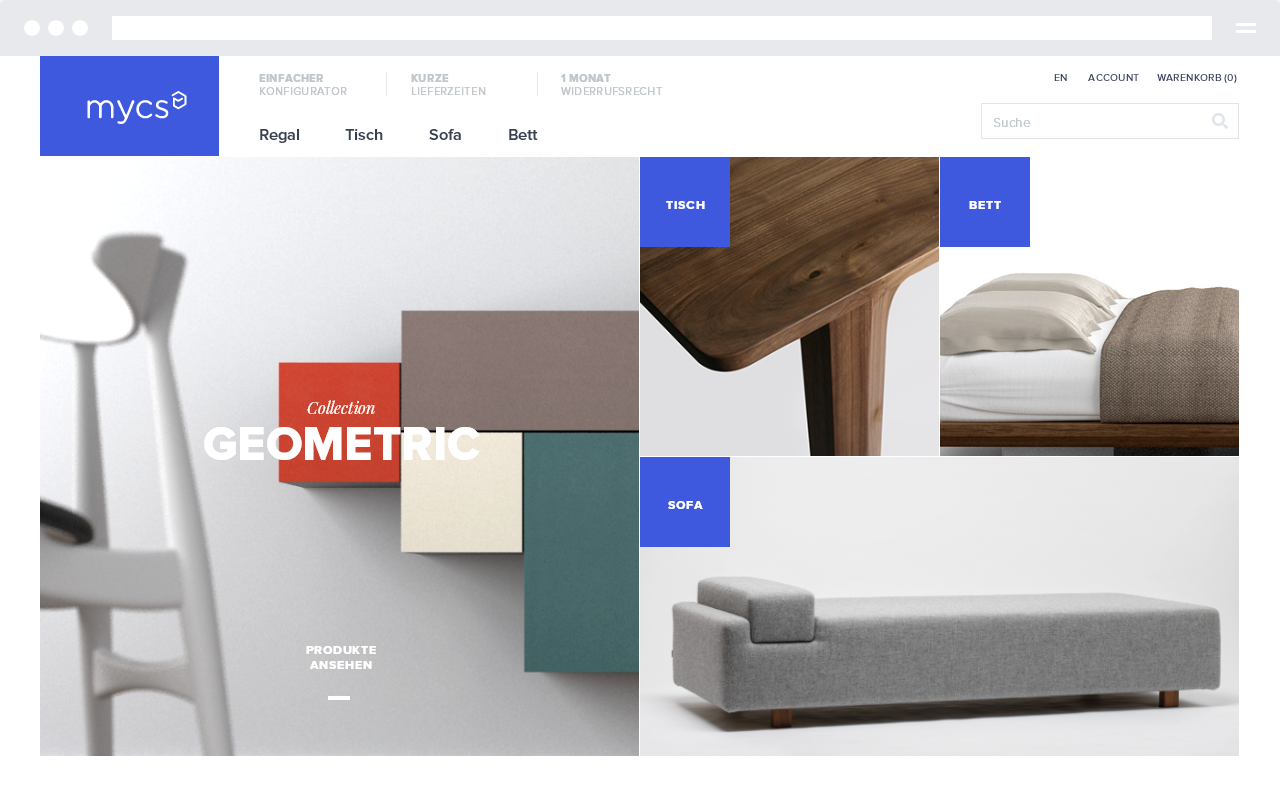 mycs
EINFACHER
KONFIGURATOR
KURZE
LIEFERZEITEN
1 MONAT
WIDERRUFSRECHT
EN
ACCOUNT
WARENKORB (0)
Regal
Tisch
Sofa
Bett
Suche
Collection
GEOMETRIC
PRODUKTE
ANSEHEN
TISCH
BETT
SOFA